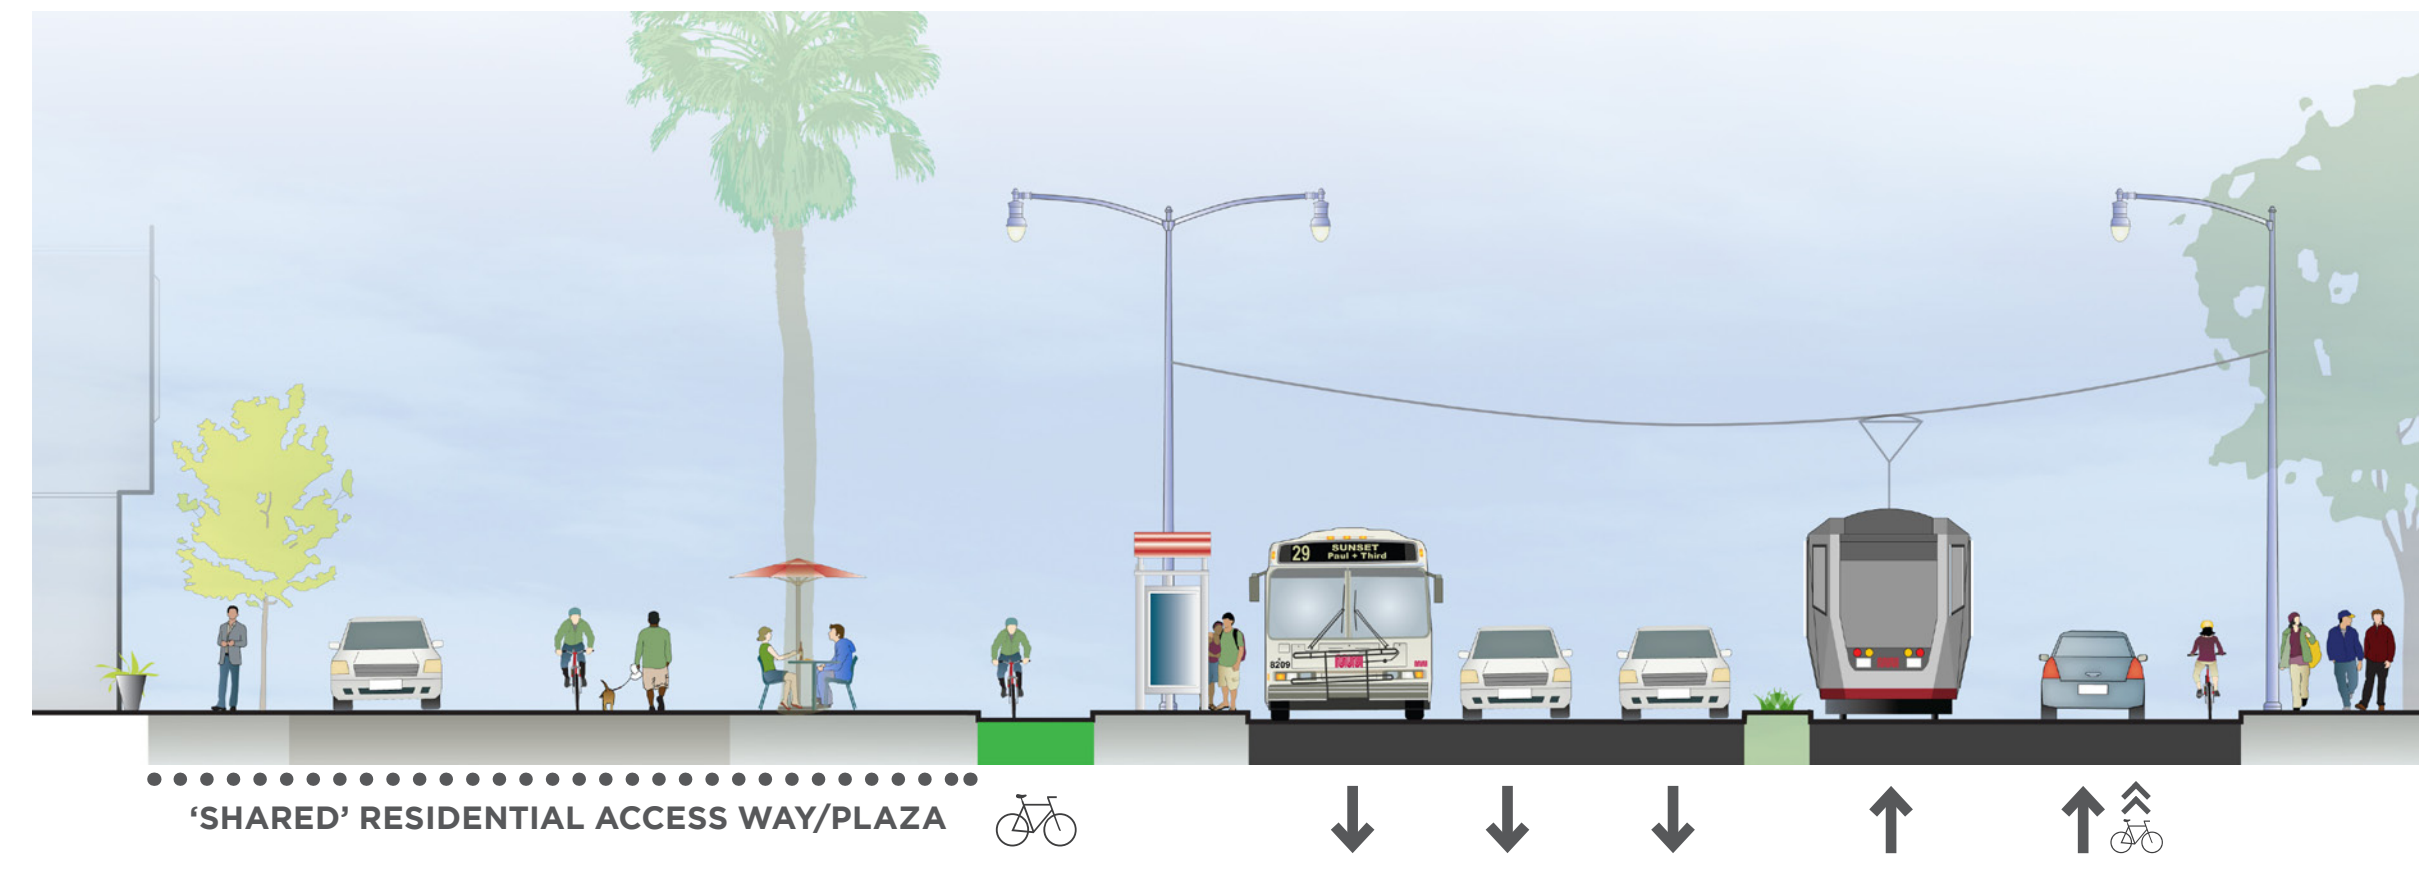 29 SUNSET
Paul + Third
8209
‘SHARED’ RESIDENTIAL ACCESS WAY/PLAZA